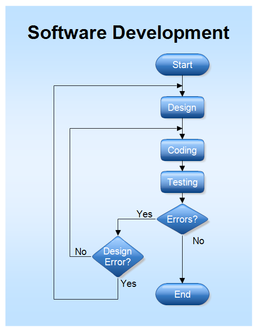 Software Development
Start
Design
Coding
Testing
Errors?
Yes
No
Design
Error?
No
Yes
End